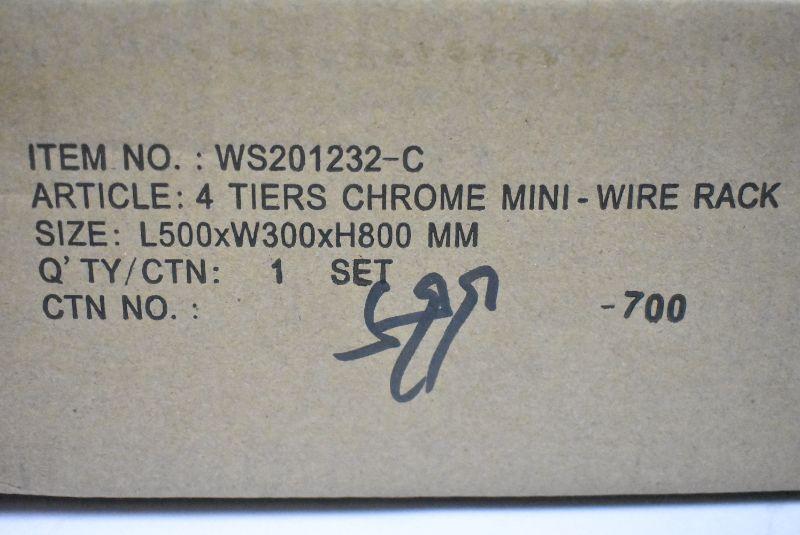 ITEM NO. : WS201232-C
ARTICLE: 4 TIERS CHROME MINI-WIRE RACK
SIZE: L500xW300xH800 MM
Q'TY/CTN: 1 SET
CTN NO. : -700